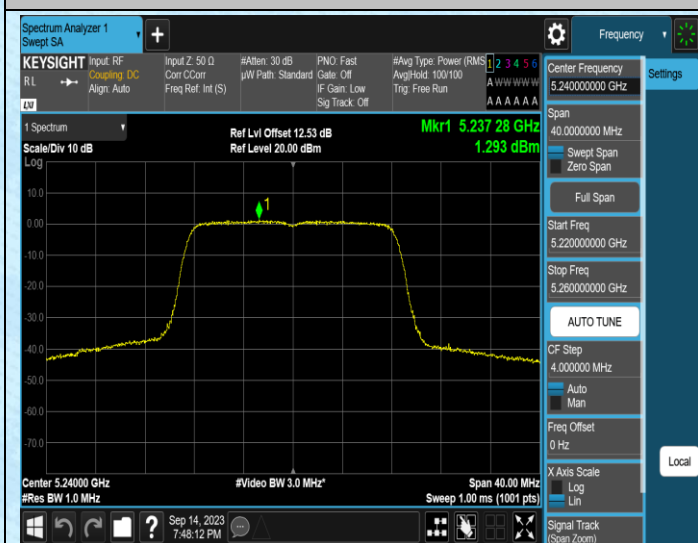 Spectrum Analyzer 1
Swept SA
Frequency
KEYSIGHT
RL
LXI
Input: RF
Coupling: DC
Align: Auto
Input Z: 50 Ω
Corr CCorr
Freq Ref: Int (S)
#Atten: 30 dB
µW Path: Standard
PNO: Fast
Gate: Off
IF Gain: Low
Sig Track: Off
#Avg Type: Power (RMS
Avg|Hold: 100/100
Trig: Free Run
1 2 3 4 5 6
A W W W W W
A A A A A A
1 Spectrum
Scale/Div 10 dB
Log
Ref Lvl Offset 12.53 dB
Ref Level 20.00 dBm
Mkr1 5.237 28 GHz
1.293 dBm
10.0
0.00
-10.0
-20.0
-30.0
-40.0
-50.0
-60.0
-70.0
1
Center 5.24000 GHz
#Res BW 1.0 MHz
#Video BW 3.0 MHz*
Span 40.00 MHz
Sweep 1.00 ms (1001 pts)
Sep 14, 2023
7:48:12 PM
?
Center Frequency
5.240000000 GHz
Span
40.0000000 MHz
Swept Span
Zero Span
Full Span
Start Freq
5.220000000 GHz
Stop Freq
5.260000000 GHz
AUTO TUNE
CF Step
4.000000 MHz
Auto
Man
Freq Offset
0 Hz
X Axis Scale
Log
Lin
Signal Track
(Span Zoom)
Settings
Local